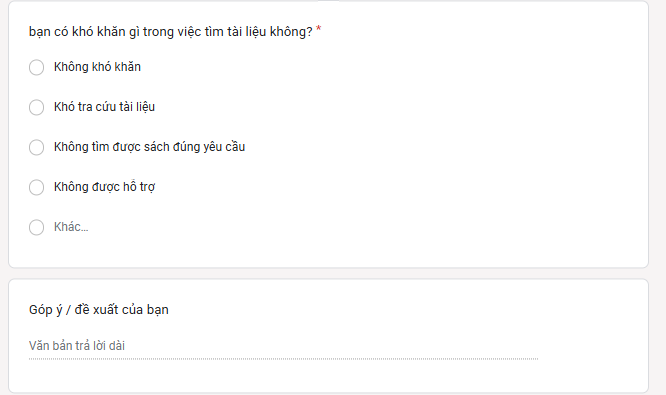 bạn có khó khăn gì trong việc tìm tài liệu không? *
Không khó khăn
Khó tra cứu tài liệu
Không tìm được sách đúng yêu cầu
Không được hỗ trợ
Khác...
Góp ý / đề xuất của bạn
Văn bản trả lời dài